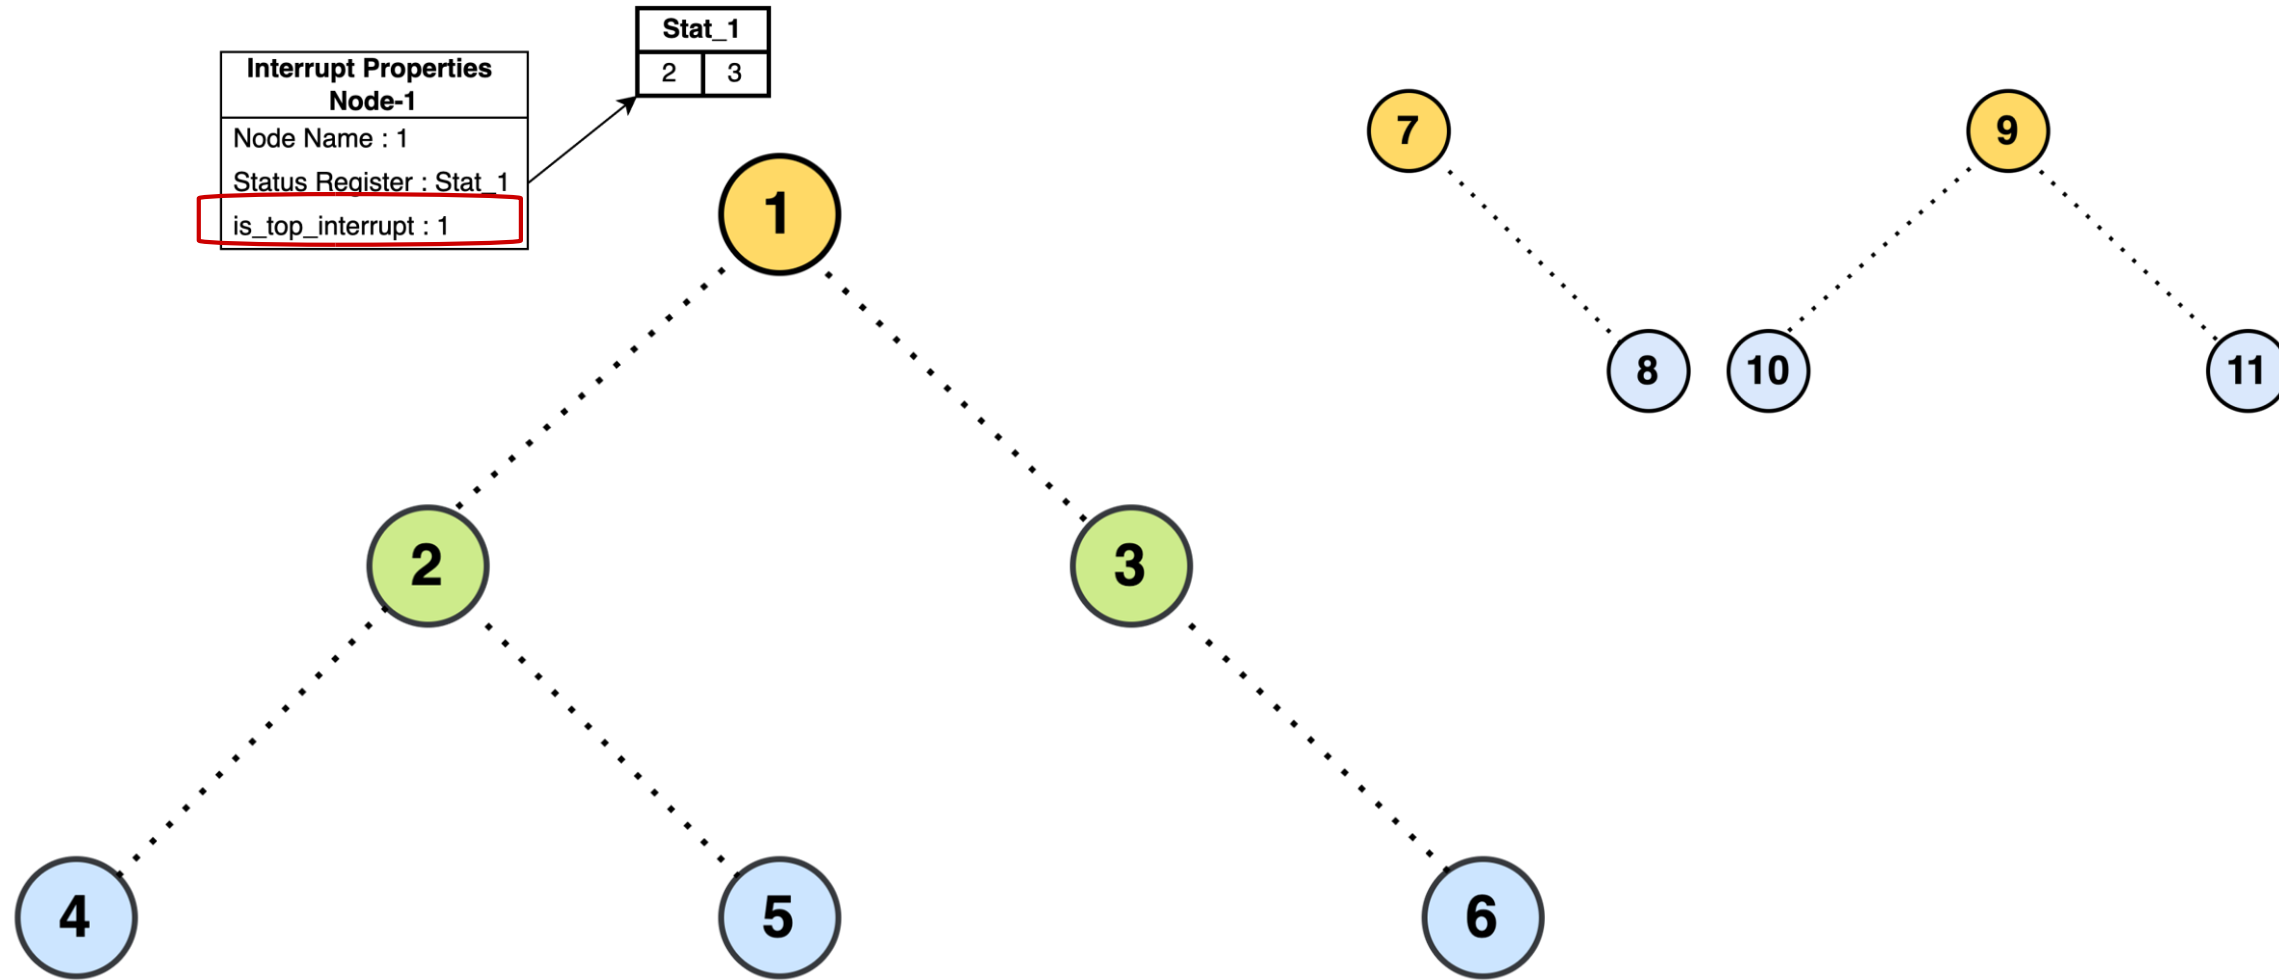 Stat_1
2 3
Interrupt Properties
Node-1
Node Name : 1
Status Register : Stat_1
is_top_interrupt : 1
7
9
1
8
10
11
2
3
4
5
6